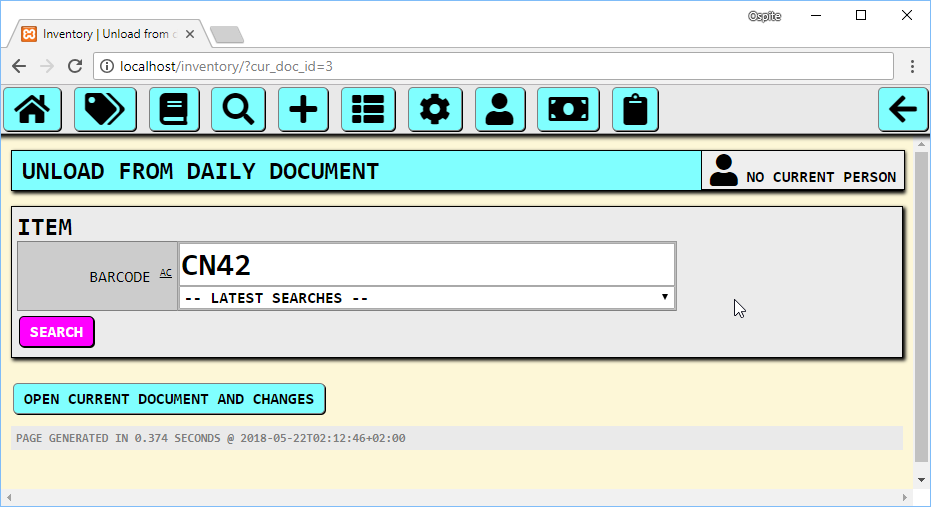 Ospite
Inventory | Unload from
localhost/inventory/?cur_doc_id=3
UNLOAD FROM DAILY DOCUMENT
NO CURRENT PERSON
ITEM
BARCODE AC
CN42
-- LATEST SEARCHES --
SEARCH
OPEN CURRENT DOCUMENT AND CHANGES
PAGE GENERATED IN 0.374 SECONDS @ 2018-05-22T02:12:46+02:00